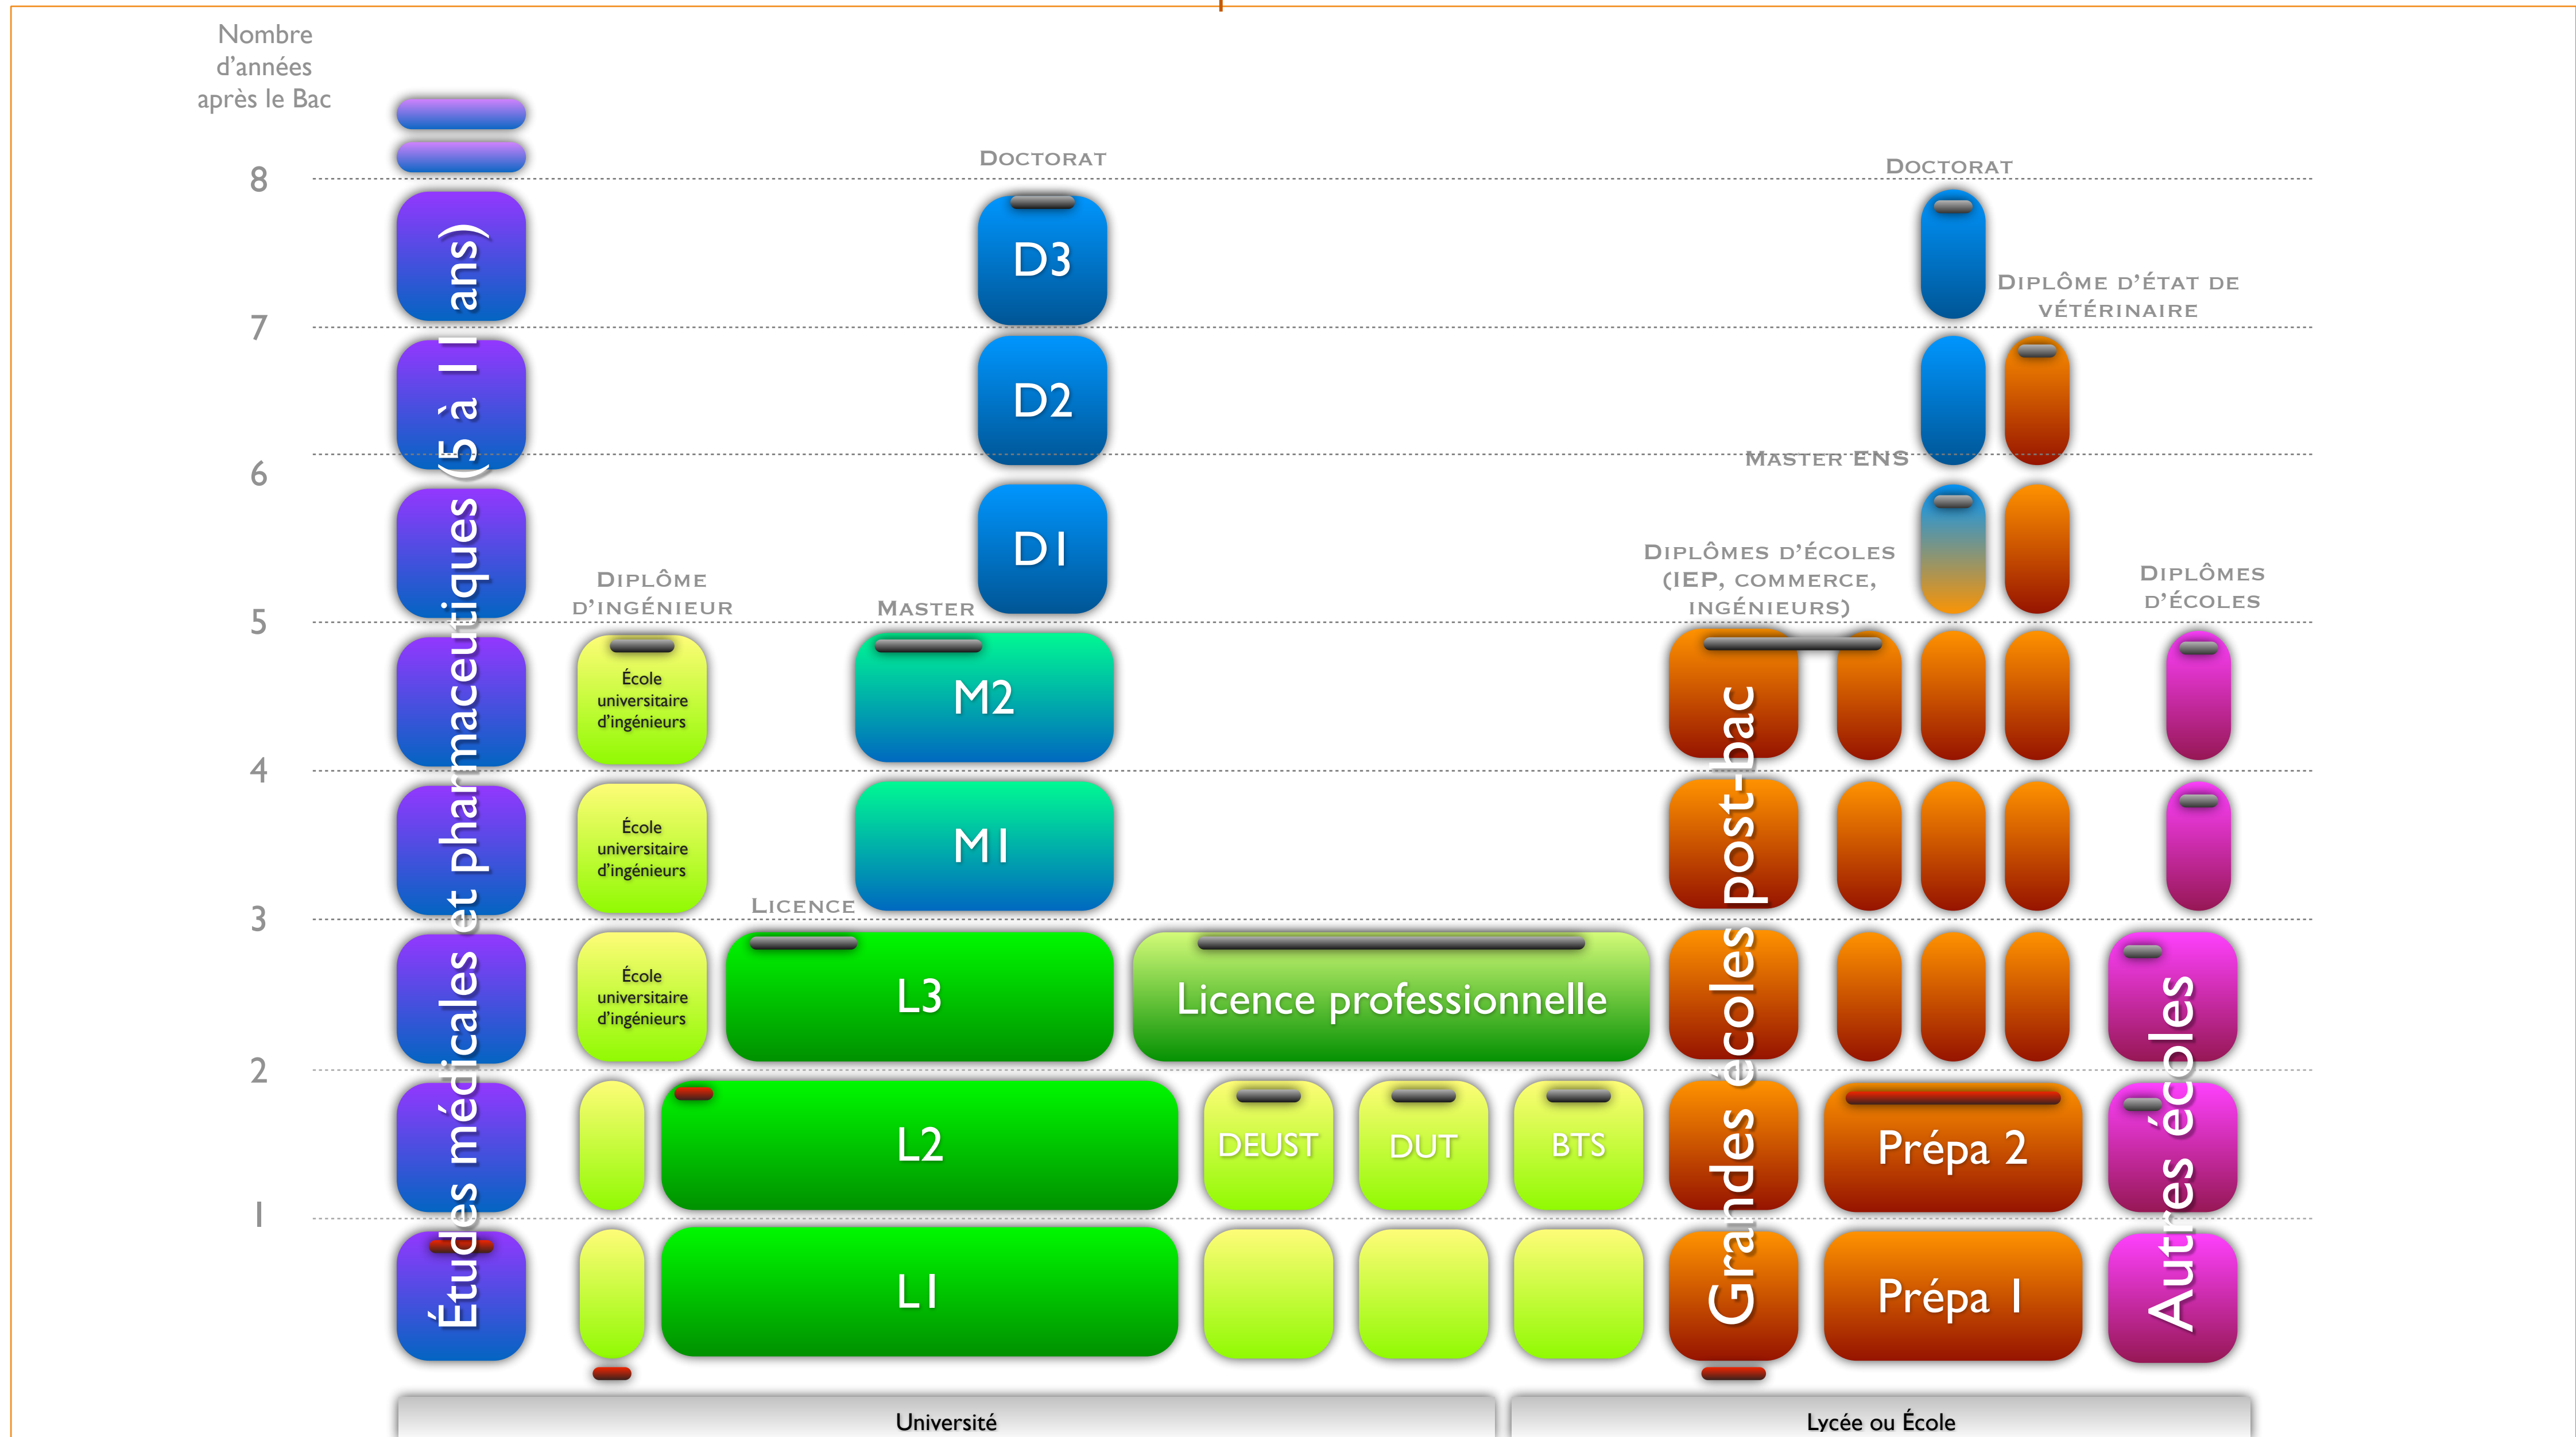 Nombre
d'années
après le Bac
8
7
6
5
4
3
2
1
Études médicales et pharmaceutiques (5 à 11 ans)
Doctorat
D3
D2
D1
Diplôme
d'ingénieur
École
universitaire
d'ingénieurs
École
universitaire
d'ingénieurs
École
universitaire
d'ingénieurs
Master
M2
M1
Licence
L3
L2
L1
Licence professionnelle
DEUST
DUT
BTS
Doctorat
Diplôme d'état de
vétérinaire
Master ENS
Diplômes d'écoles
(IEP, commerce,
ingénieurs)
Diplômes
d'écoles
Grandes écoles post-bac
Prépa 2
Prépa 1
Autres écoles
Université
Lycée ou École